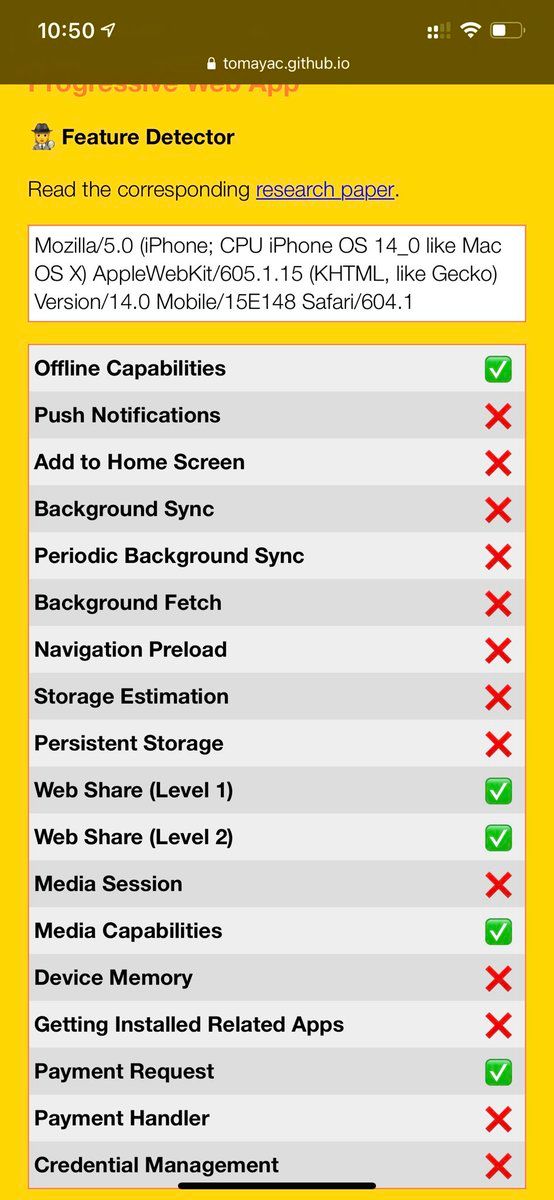 10:50
tomayac.github.io
Progressive Web App
Feature Detector
Read the corresponding research paper.
Mozilla/5.0 (iPhone; CPU iPhone OS 14_0 like Mac
OS X) AppleWebKit/605.1.15 (KHTML, like Gecko)
Version/14.0 Mobile/15E148 Safari/604.1
Offline Capabilities
Push Notifications
Add to Home Screen
Background Sync
Periodic Background Sync
Background Fetch
Navigation Preload
Storage Estimation
Persistent Storage
Web Share (Level 1)
Web Share (Level 2)
Media Session
Media Capabilities
Device Memory
Getting Installed Related Apps
Payment Request
Payment Handler
Credential Management